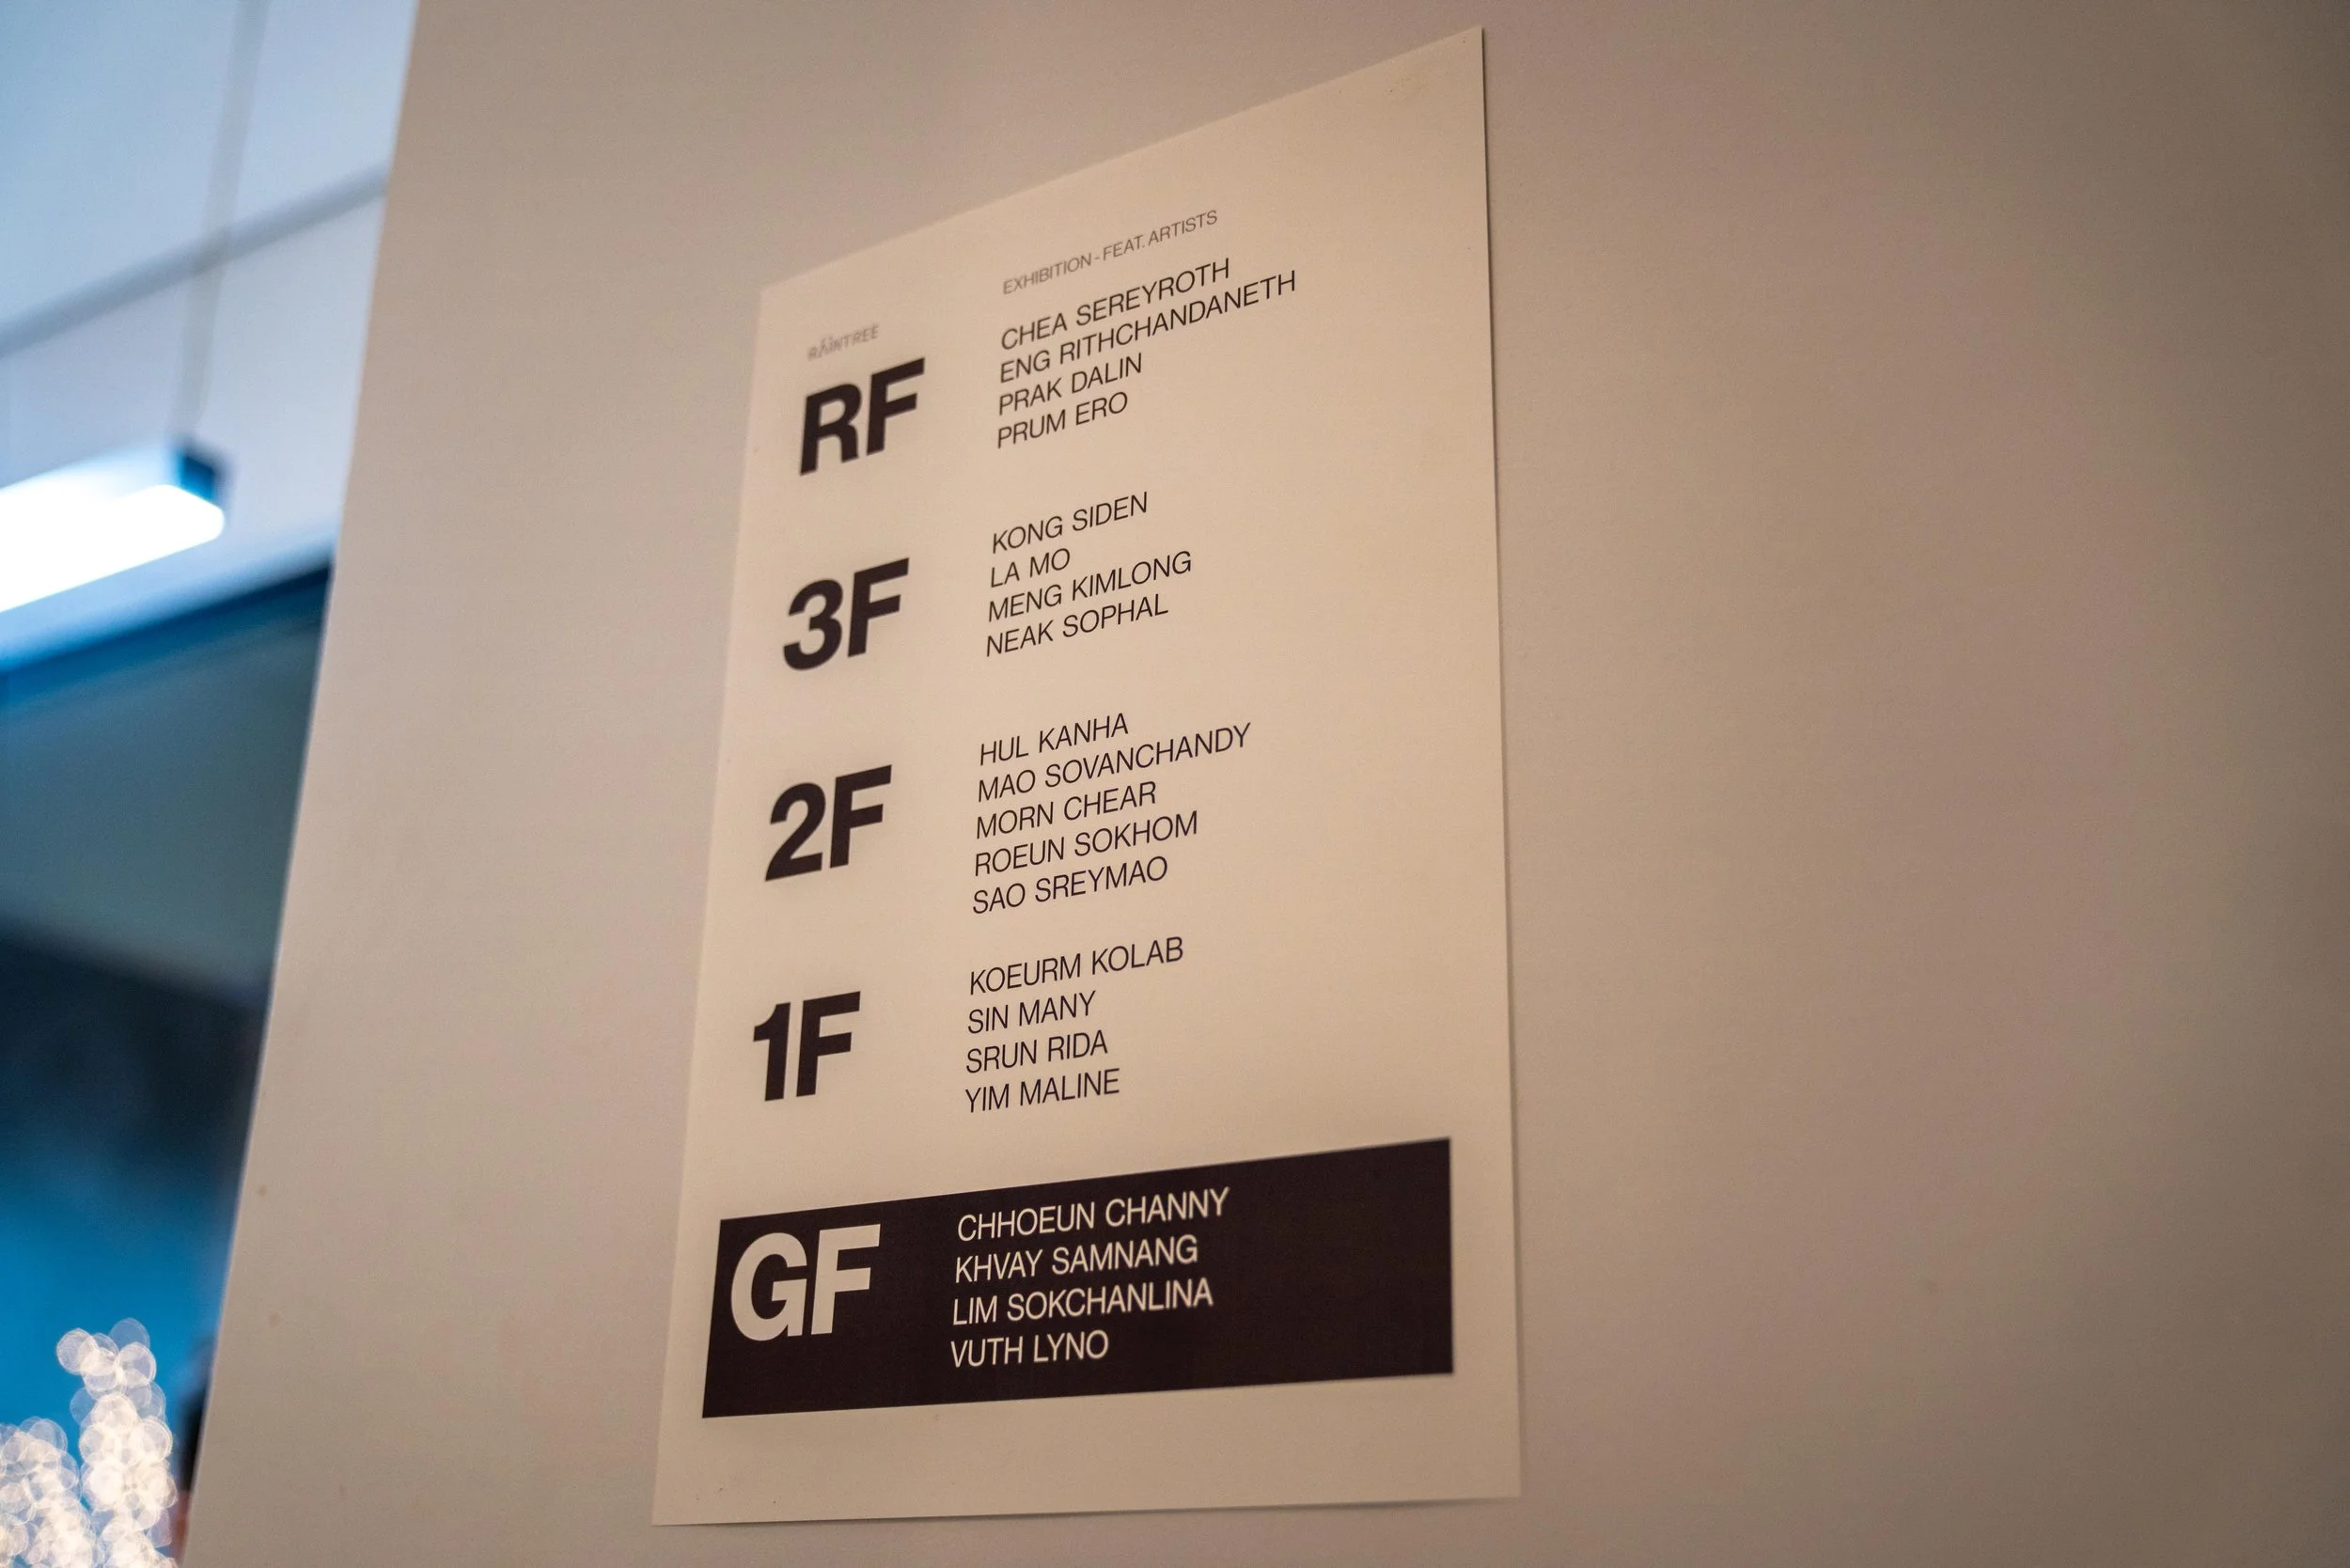 EXHIBITION - FEAT. ARTISTS
RAINTREE
RF
CHEA SEREYROTH
ENG RITHCHANDANETH
PRAK DALIN
PRUM ERO
3F
KONG SIDEN
LA MO
MENG KIMLONG
NEAK SOPHAL
2F
HUL KANHA
MAO SOVANCHANDY
MORN CHEAR
ROEUN SOKHOM
SAO SREYMAO
1F
KOEURM KOLAB
SIN MANY
SRUN RIDA
YIM MALINE
GF
CHHOEUN CHANNY
KHVAY SAMNANG
LIM SOKCHANLINA
VUTH LYNO